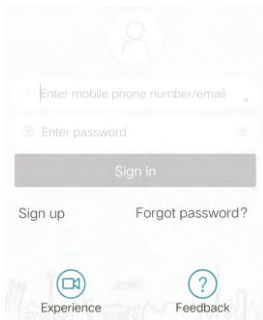 Enter mobile phone number/email
Enter password
Sign in
Sign up Forgot password?
Experience Feedback